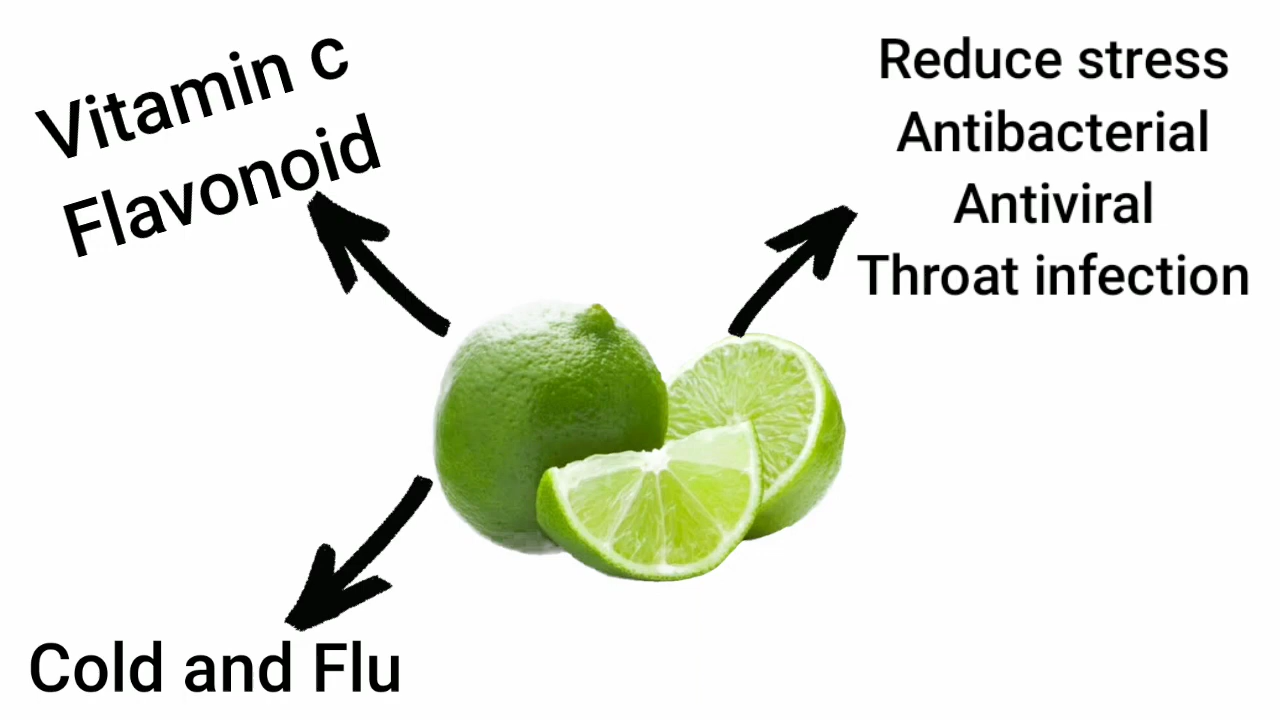 Vitamin c
Flavonoid
Reduce stress
Antibacterial
Antiviral
Throat infection
Cold and Flu